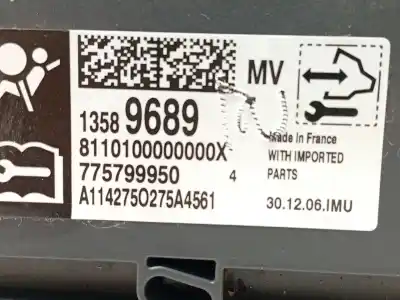 MV
1358 9689
8110100000000X
775799950 4
A114275O275A4561
Made in France
WITH IMPORTED
PARTS
30.12.06.IMU